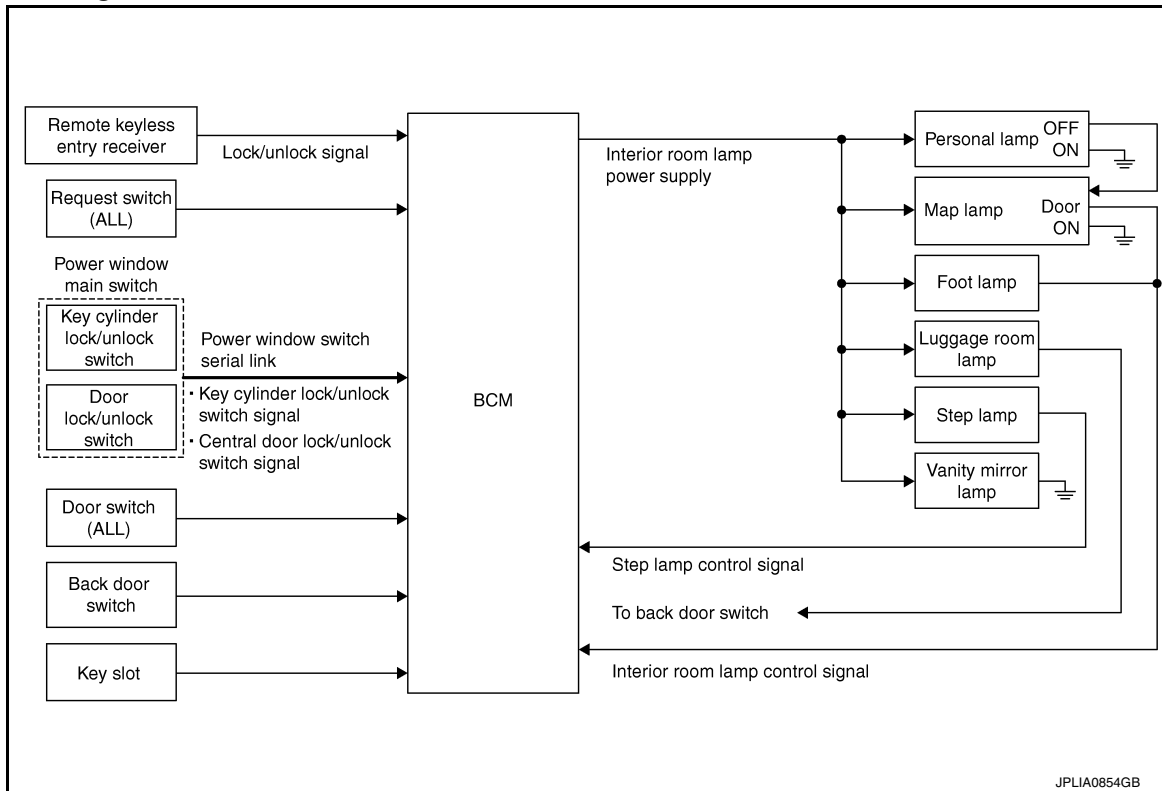 Remote keyless
entry receiver
Lock/unlock signal
Request switch
(ALL)
Power window
main switch
Key cylinder
lock/unlock
switch
Door
lock/unlock
switch
Power window switch
serial link
· Key cylinder lock/unlock
switch signal
· Central door lock/unlock
switch signal
Door switch
(ALL)
Back door
switch
Key slot
BCM
Interior room lamp
power supply
Personal lamp
OFF
ON
Map lamp
Door
ON
Foot lamp
Luggage room
lamp
Step lamp
Vanity mirror
lamp
Step lamp control signal
To back door switch
Interior room lamp control signal
JPLIA0854GB